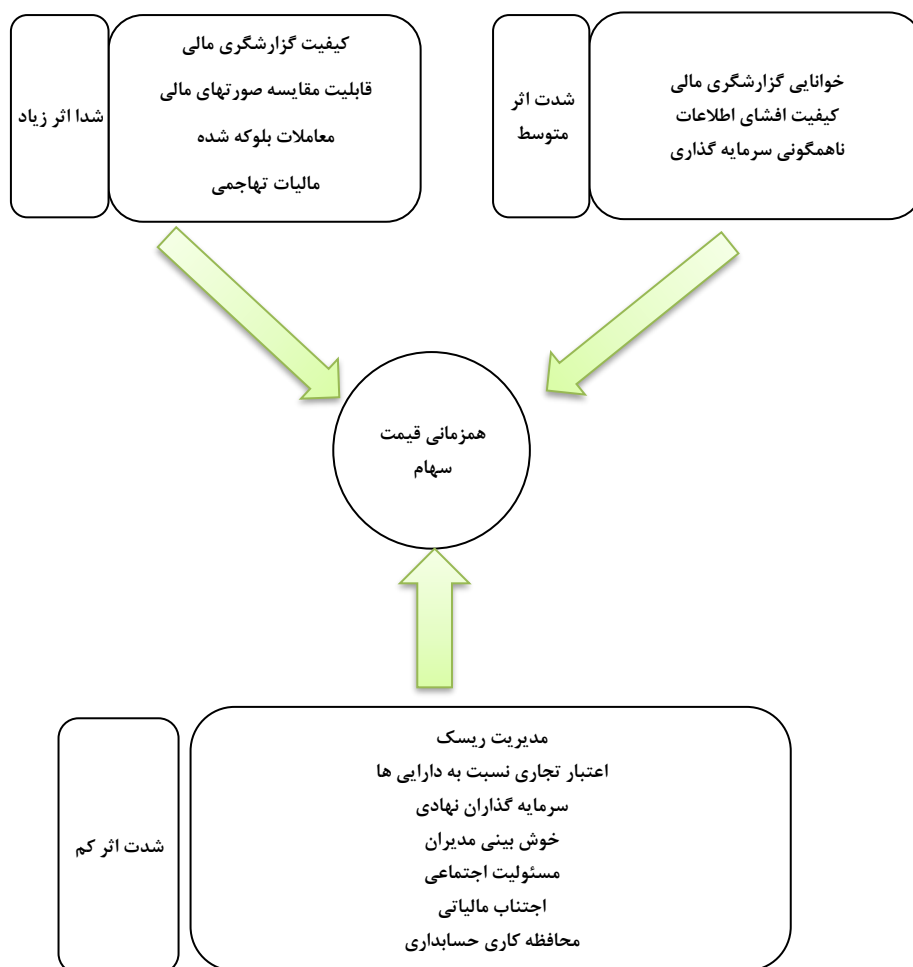 شدت اثر
متوسط
خوانایی گزارشگری مالی
کیفیت افشای اطلاعات
ناهمگونی سرمایه گذاری
شدا اثر زیاد
کیفیت گزارشگری مالی
قابلیت مقایسه صورتهای مالی
معاملات بلوکه شده
مالیات تهاجمی
همزمانی قیمت
سهام
شدت اثر کم
مدیریت ریسک
اعتبار تجاری نسبت به دارایی ها
سرمایه گذاران نهادی
خوش بینی مدیران
مسئولیت اجتماعی
اجتناب مالیاتی
محافظه کاری حسابداری